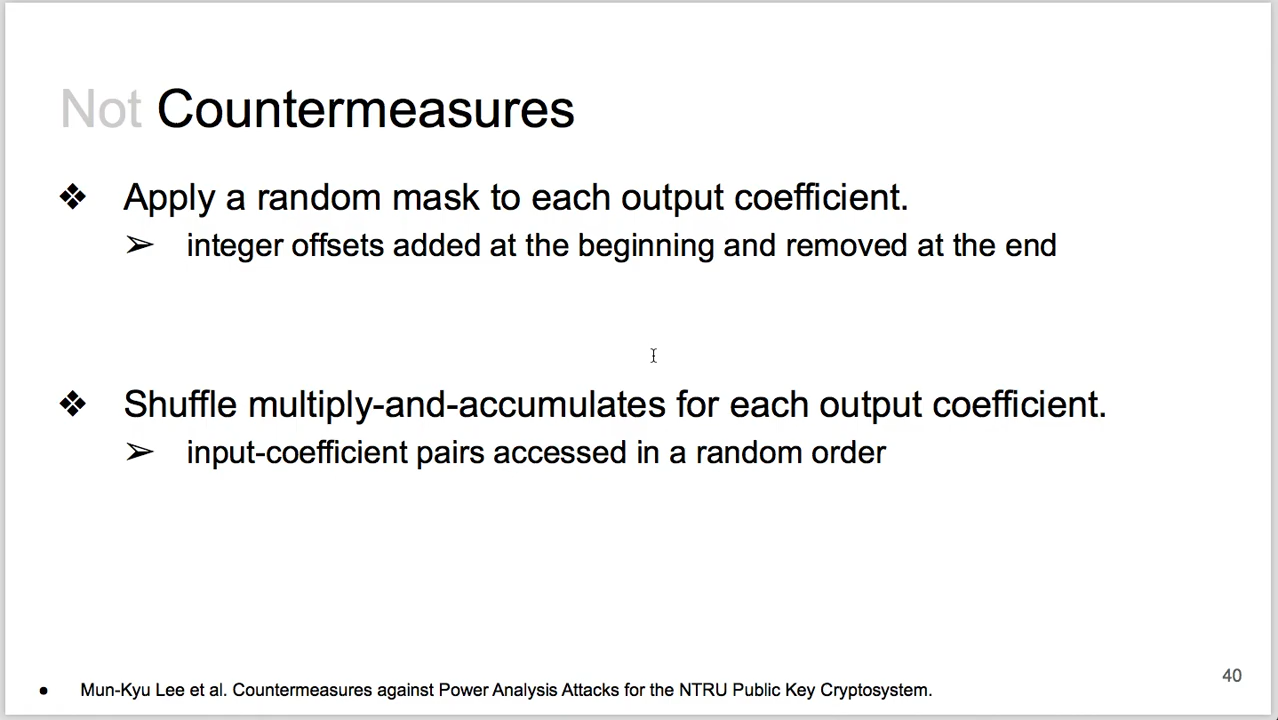 Not Countermeasures
❖ Apply a random mask to each output coefficient.
➢ integer offsets added at the beginning and removed at the end
❖ Shuffle multiply-and-accumulates for each output coefficient.
➢ input-coefficient pairs accessed in a random order
40
● Mun-Kyu Lee et al. Countermeasures against Power Analysis Attacks for the NTRU Public Key Cryptosystem.